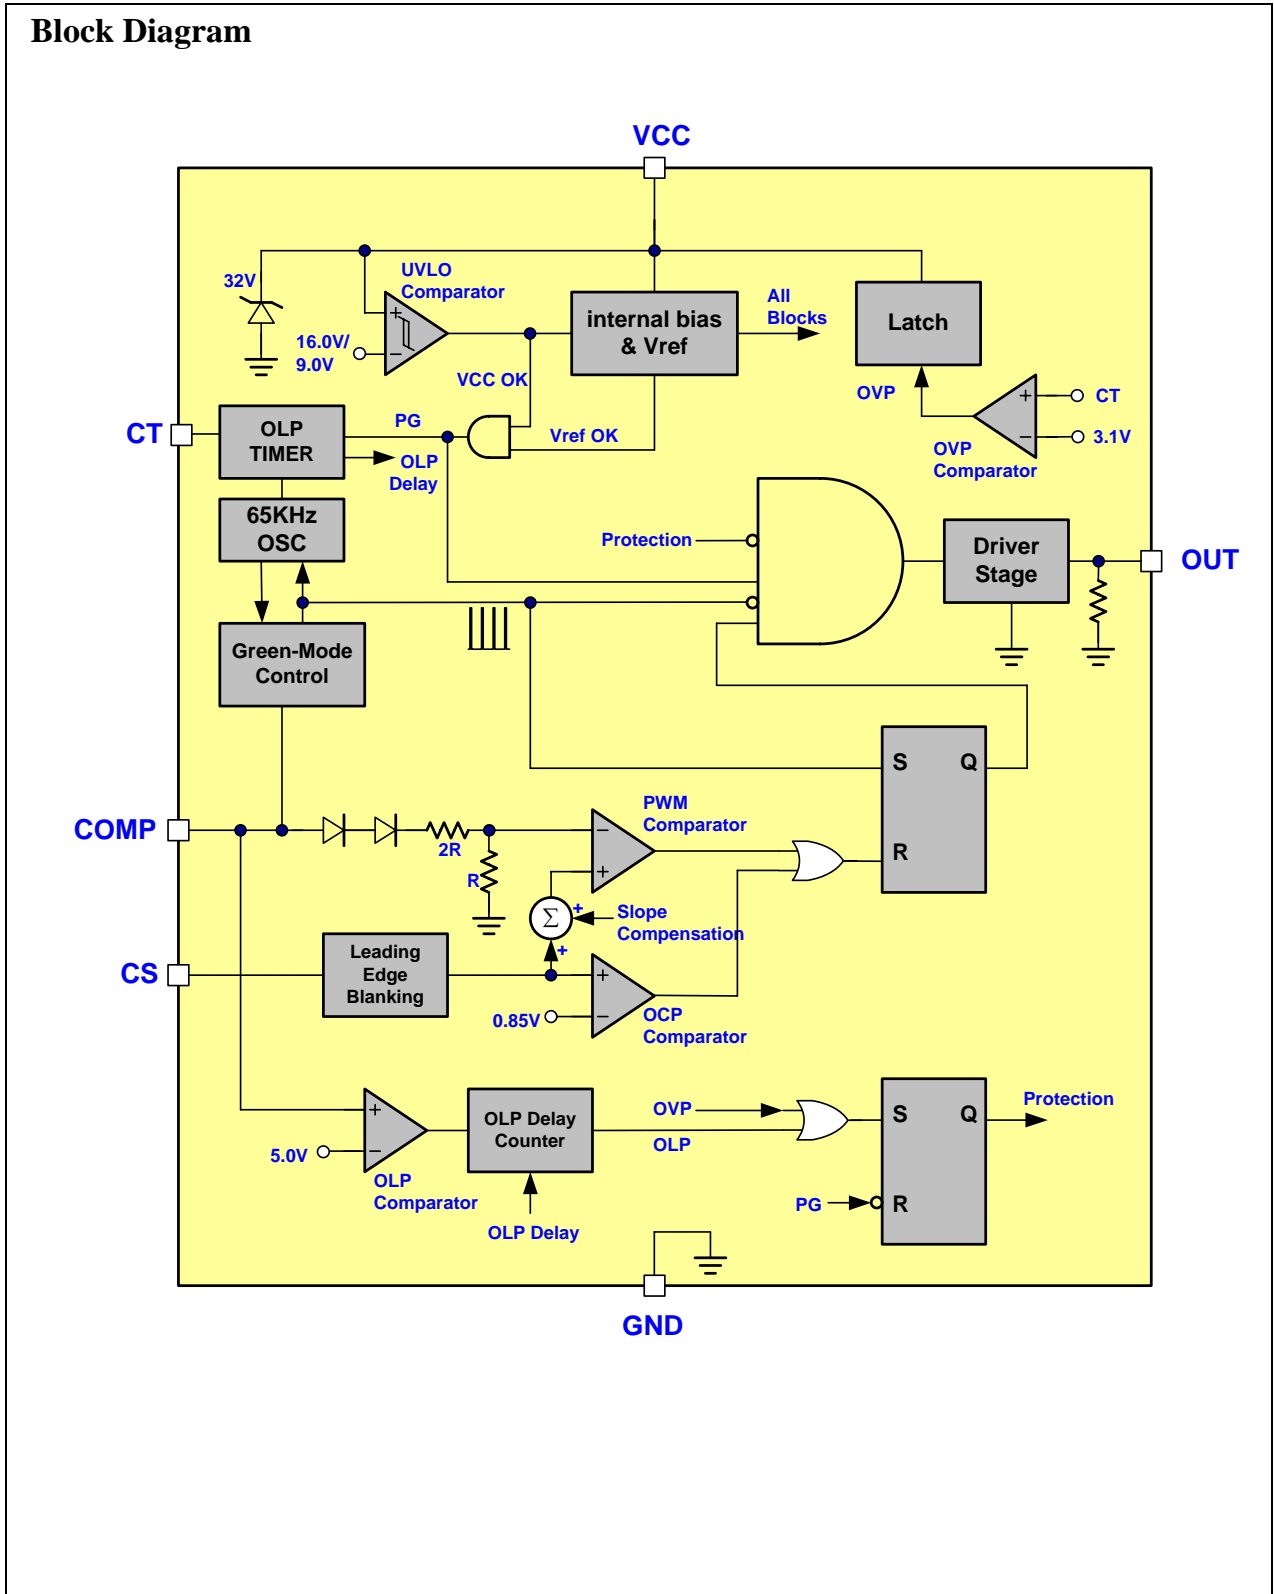 Block Diagram
VCC
32V
UVLO
Comparator
16.0V/
9.0V
+
−
internal bias
& Vref
All
Blocks
Latch
VCC OK
OVP
+
−
CT
3.1V
OVP
Comparator
CT
OLP
TIMER
PG
Vref OK
OLP
Delay
65KHz
OSC
Protection
Driver
Stage
OUT
Green-Mode
Control
S
Q
R
COMP
2R
R
−
+
PWM
Comparator
Σ
+
+
Slope
Compensation
CS
Leading
Edge
Blanking
+
−
0.85V
OCP
Comparator
+
−
5.0V
OLP
Comparator
OLP Delay
Counter
OLP Delay
OVP
OLP
S
Q
Protection
PG
R
GND